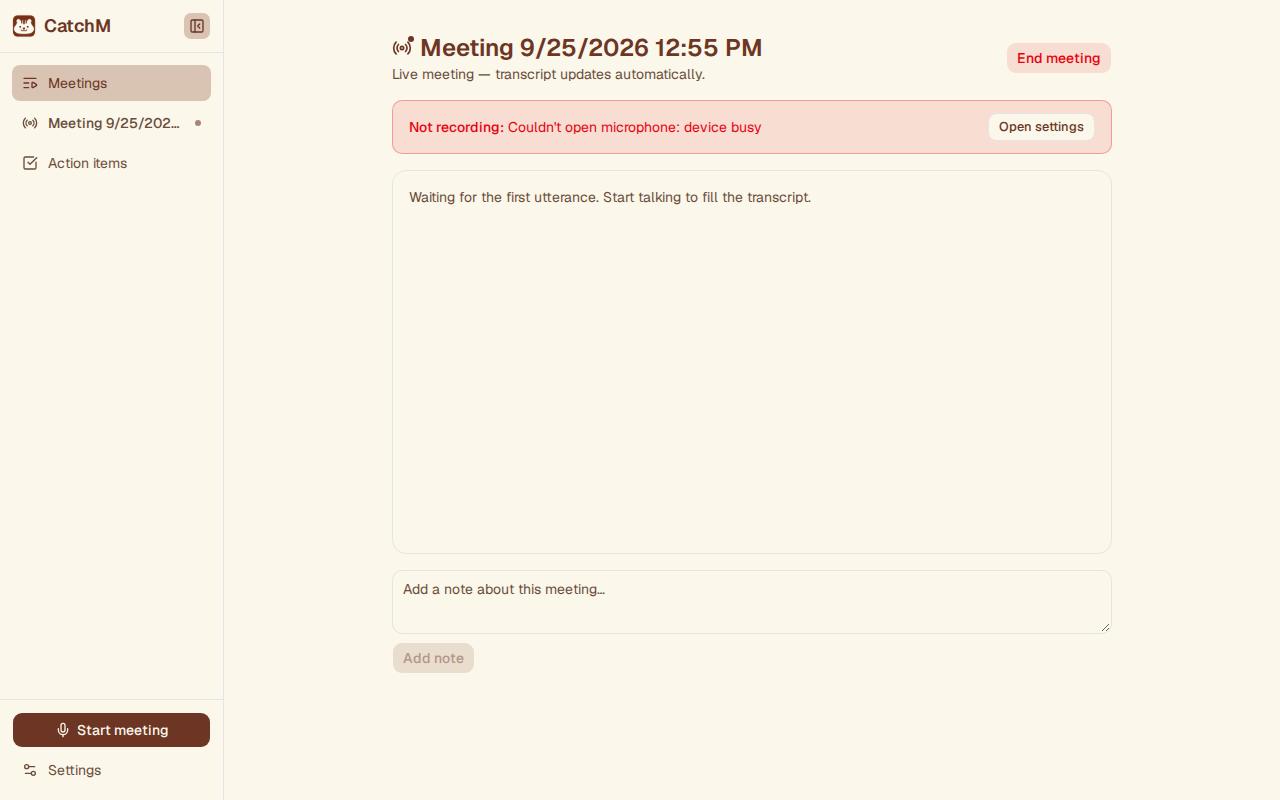 CatchM
Meetings
Meeting 9/25/202...
Action items
Start meeting
Settings
Meeting 9/25/2026 12:55 PM
Live meeting — transcript updates automatically.
End meeting
Not recording: Couldn't open microphone: device busy
Open settings
Waiting for the first utterance. Start talking to fill the transcript.
Add a note about this meeting...
Add note